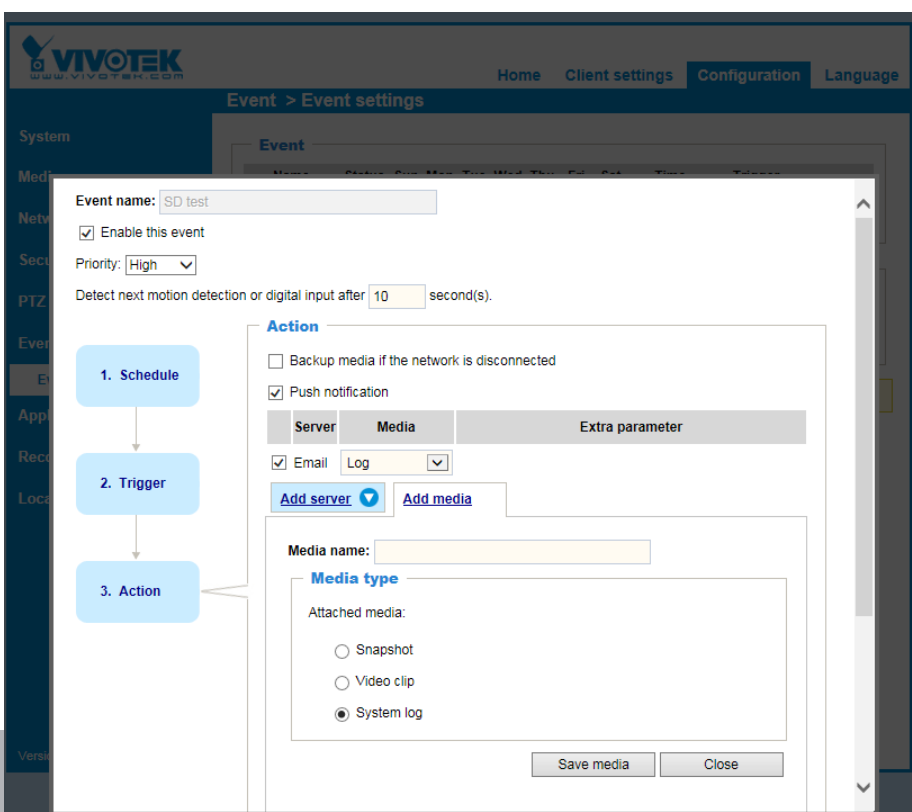 VIVOTEK
www.vivotek.com
Home Client settings Configuration Language
Event > Event settings
System
Event
Event name: SD test
Enable this event
Priority: High
Detect next motion detection or digital input after 10 second(s).
Action
Backup media if the network is disconnected
1. Schedule
Push notification
Server Media Extra parameter
Email Log
2. Trigger
Add server Add media
Media name:
Media type
3. Action
Attached media:
Snapshot
Video clip
System log
Save media Close